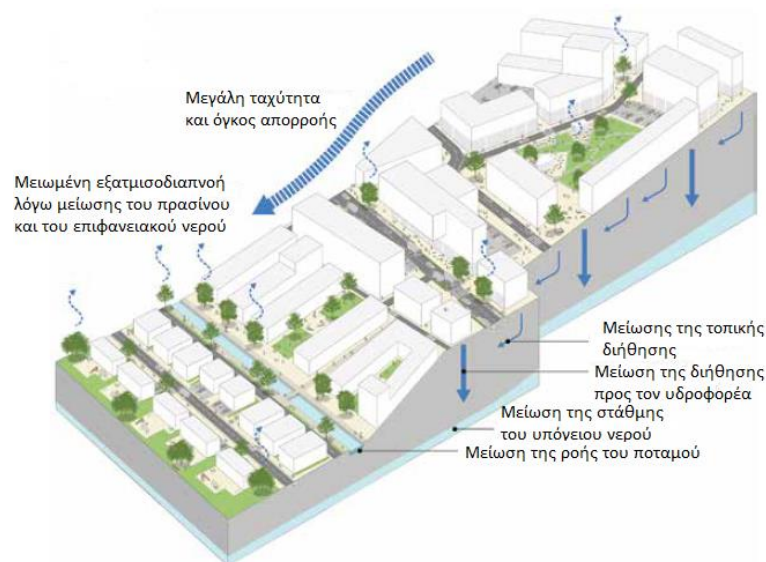 Μεγάλη ταχύτητα
και όγκος απορροής
Μειωμένη εξατμισοδιαπνοή
λόγω μείωσης του πρασίνου
και του επιφανειακού νερού
Μείωσης της τοπικής
διήθησης
Μείωση της διήθησης
προς τον υδροφορέα
Μείωση της στάθμης
του υπόγειου νερού
Μείωση της ροής του ποταμού